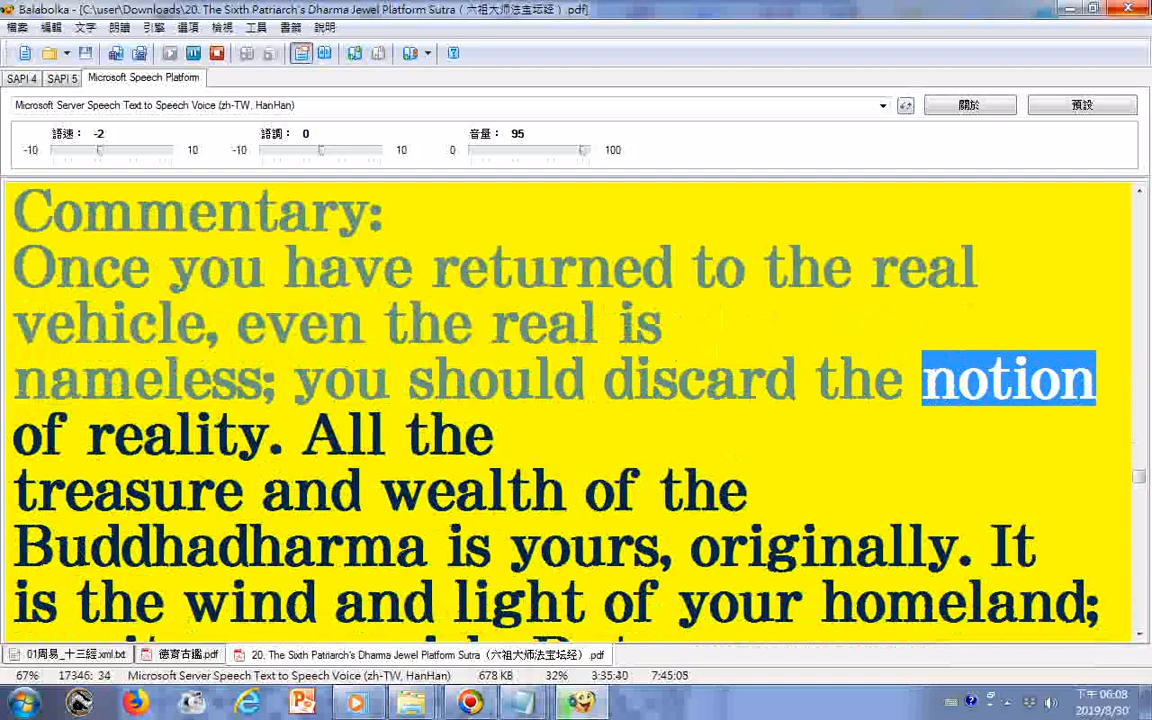 Balabolka - [C:\user\Downloads\20. The Sixth Patriarch's Dharma Jewel Platform Sutra（六祖大师法宝坛经）.pdf]
檔案 編輯 文字 朗讀 引擎 選項 檢視 工具 書籤 說明
SAPI 4 SAPI 5 Microsoft Speech Platform
Microsoft Server Speech Text to Speech Voice (zh-TW, HanHan) 關於 預設
語速： -2 語調： 0 音量： 95
-10 10 -10 10 0 100
Commentary:
Once you have returned to the real
vehicle, even the real is
nameless; you should discard the notion
of reality. All the
treasure and wealth of the
Buddhadharma is yours, originally. It
is the wind and light of your homeland;
01周易_十三經.xml.txt 德育古鑑.pdf 20. The Sixth Patriarch's Dharma Jewel Platform Sutra（六祖大师法宝坛经）.pdf
67% 17346: 34 Microsoft Server Speech Text to Speech Voice (zh-TW, HanHan) 678 KB 32% 3:35:40 7:45:05
下午 06:08
2019/8/30